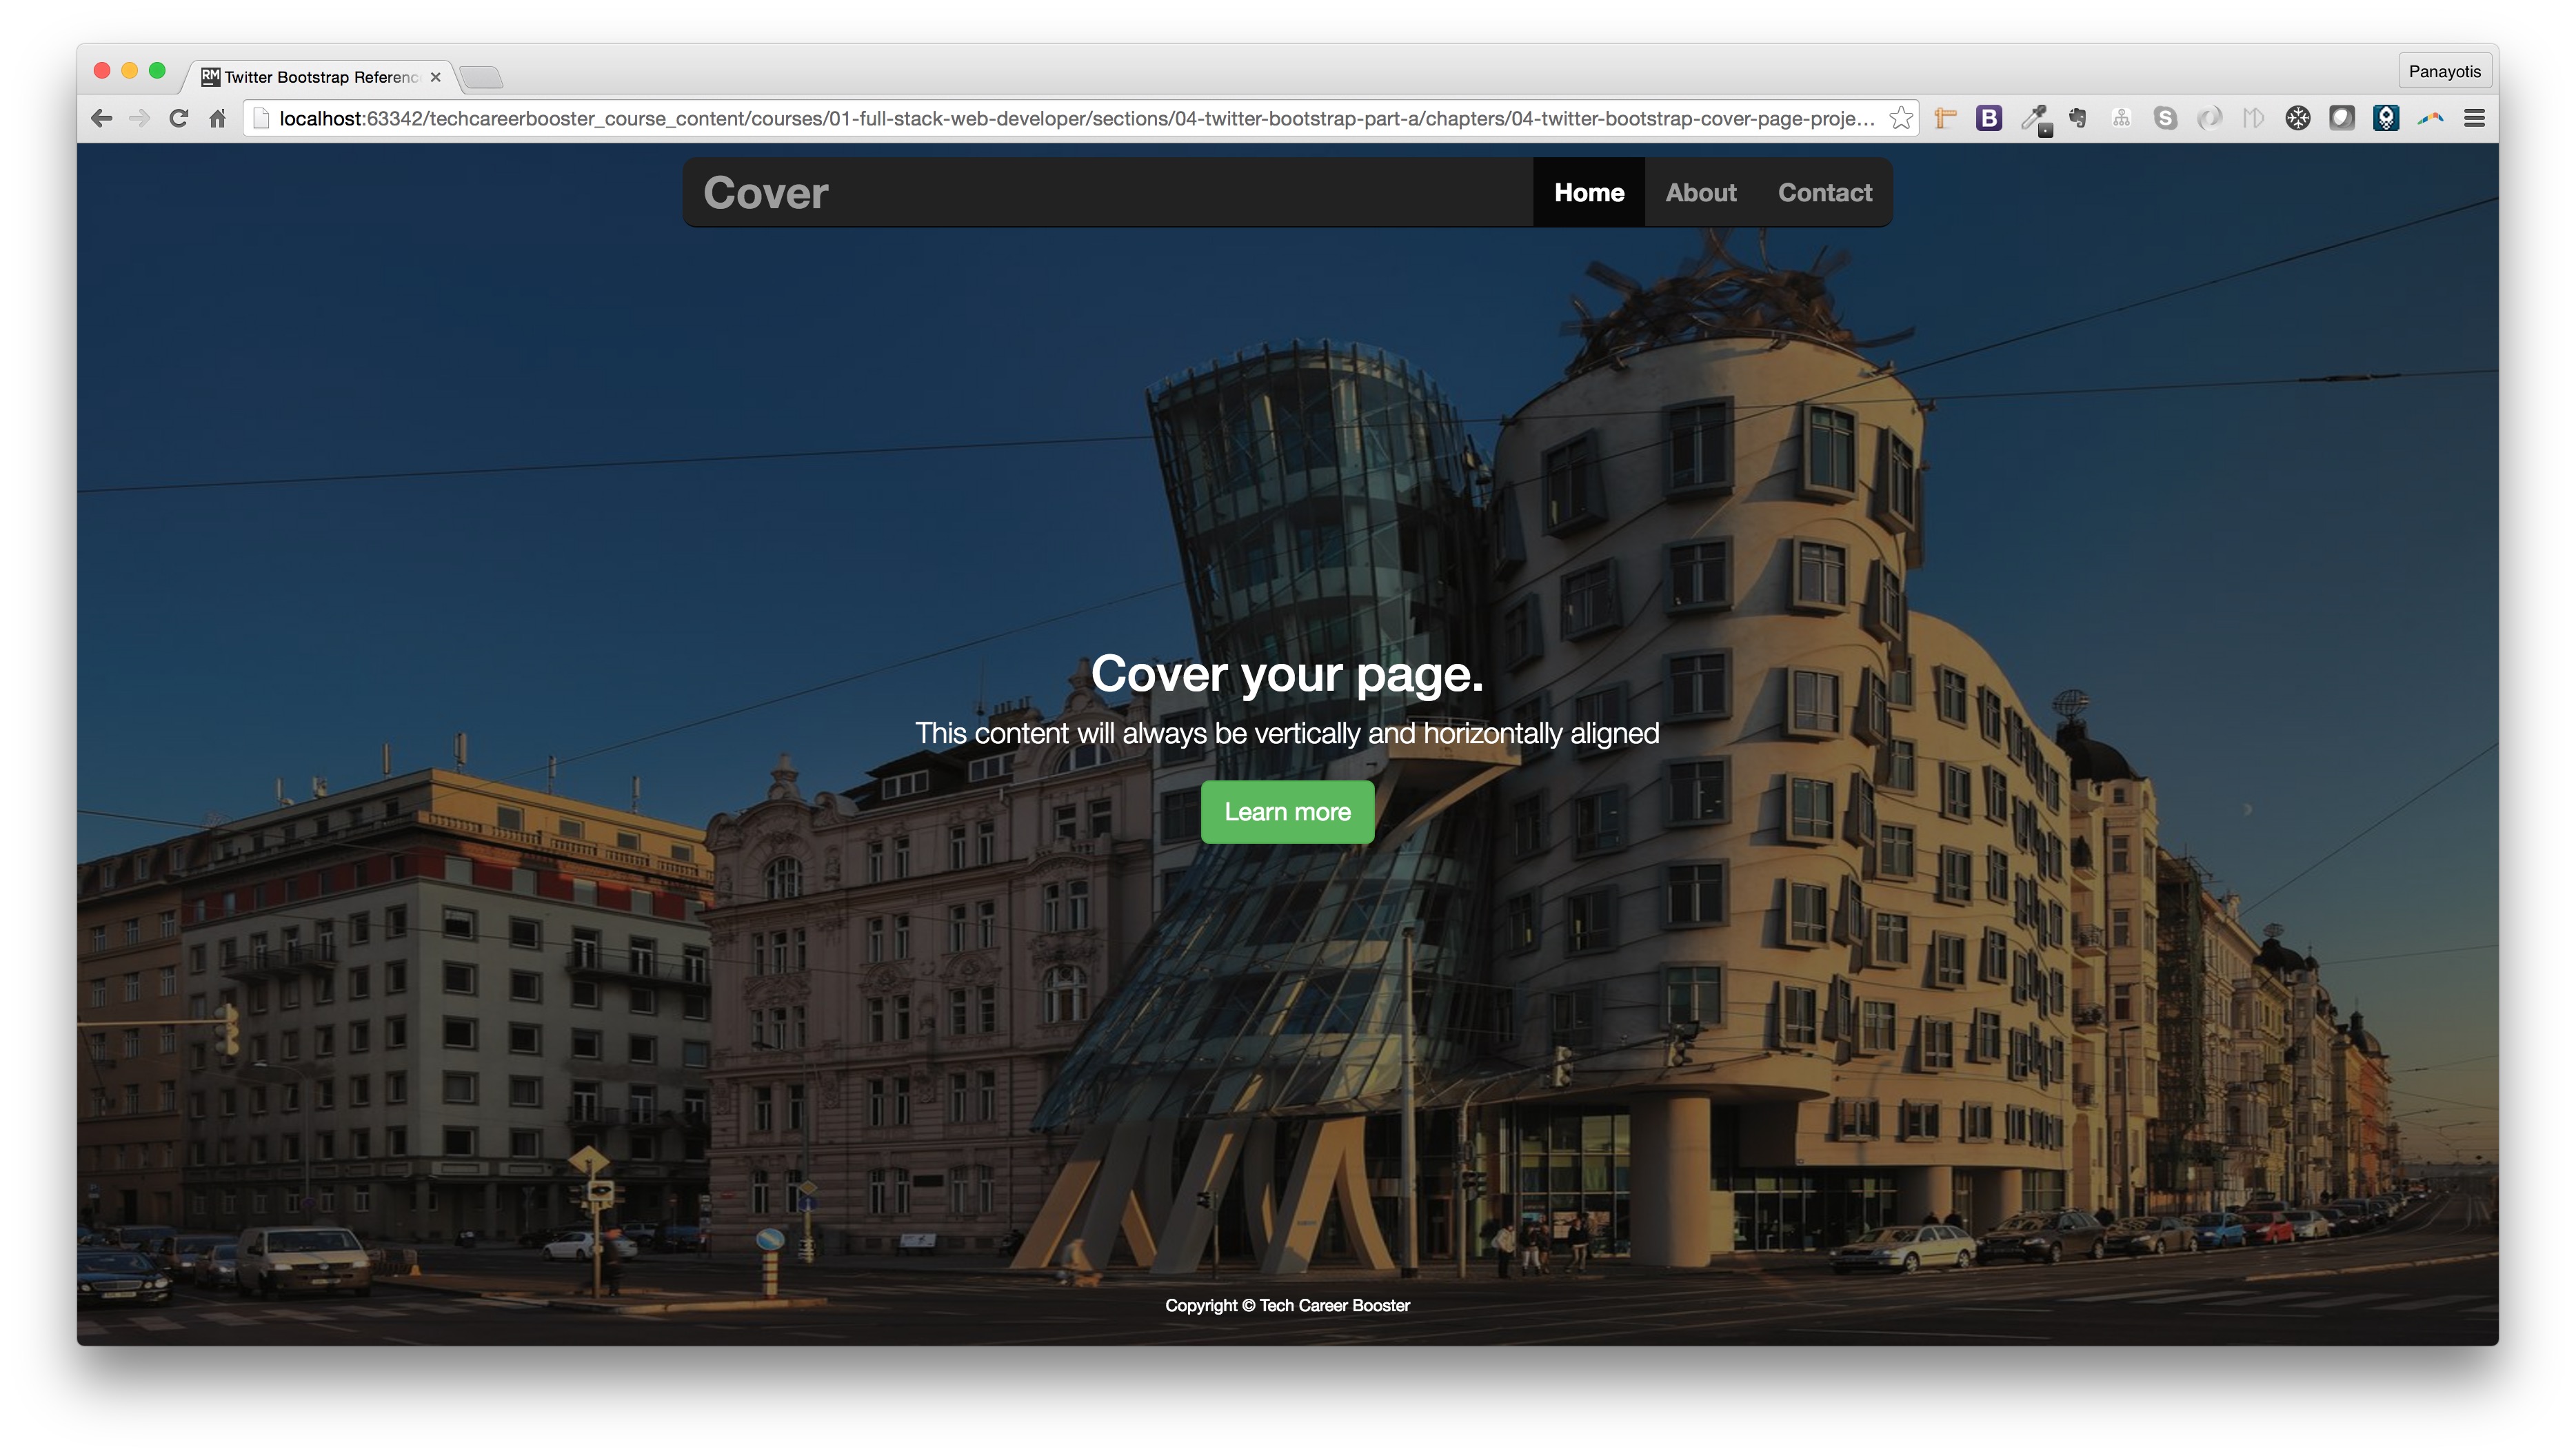 Panayotis
RM Twitter Bootstrap Referenc
localhost:63342/techcareerbooster_course_content/courses/01-full-stack-web-developer/sections/04-twitter-bootstrap-part-a/chapters/04-twitter-bootstrap-cover-page-proje...
Cover
Home About Contact
Cover your page.
This content will always be vertically and horizontally aligned
Learn more
Copyright © Tech Career Booster